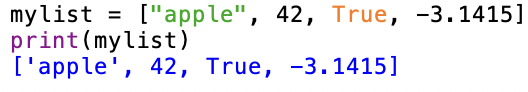 mylist = ["apple", 42, True, -3.1415]
print(mylist)
['apple', 42, True, -3.1415]